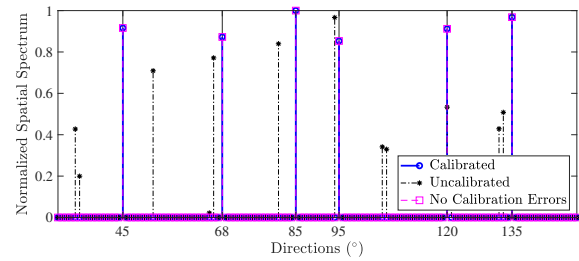 1
0.8
0.6
0.4
0.2
0
Normalized Spatial Spectrum
Calibrated
Uncalibrated
No Calibration Errors
45 68 85 95 120 135
Directions (°)